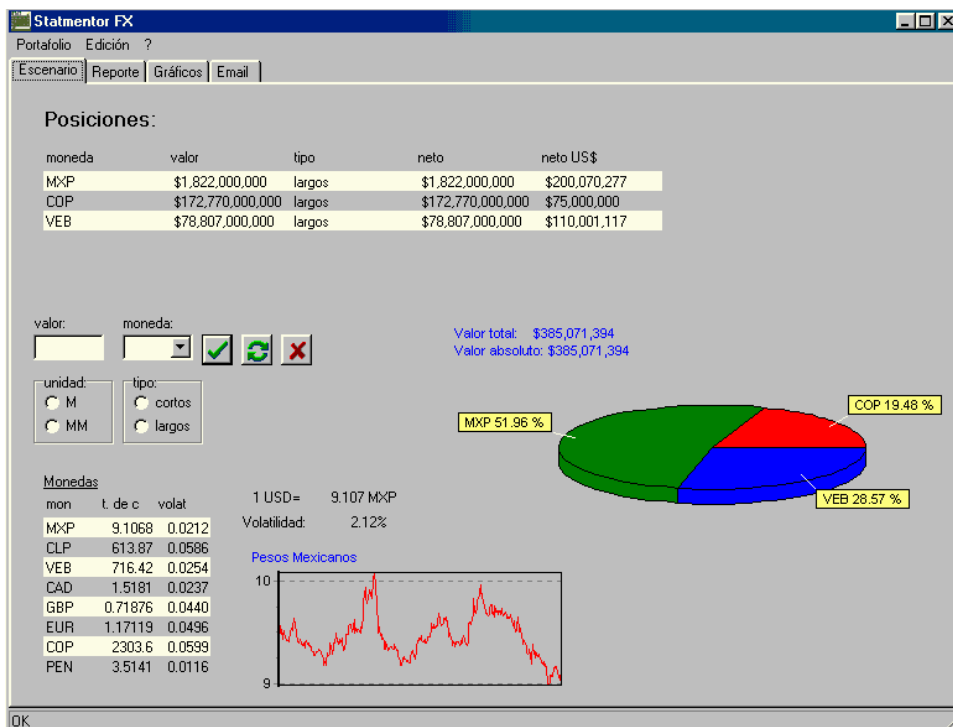 Statmentor FX
Portafolio Edición ?
Escenario Reporte Gráficos Email
Posiciones:
moneda valor tipo neto neto US$
MXP $1,822,000,000 largos $1,822,000,000 $200,070,277
COP $172,770,000,000 largos $172,770,000,000 $75,000,000
VEB $78,807,000,000 largos $78,807,000,000 $110,001,117
valor: moneda:
Valor total: $385,071,394
Valor absoluto: $385,071,394
unidad: tipo:
M cortos
MM largos
COP 19.48 %
MXP 51.96 %
VEB 28.57 %
Monedas
mon t. de c volat
MXP 9.1068 0.0212
CLP 613.87 0.0586
VEB 716.42 0.0254
CAD 1.5181 0.0237
GBP 0.71876 0.0440
EUR 1.17119 0.0496
COP 2303.6 0.0599
PEN 3.5141 0.0116
1 USD= 9.107 MXP
Volatilidad: 2.12%
Pesos Mexicanos
10
9
OK